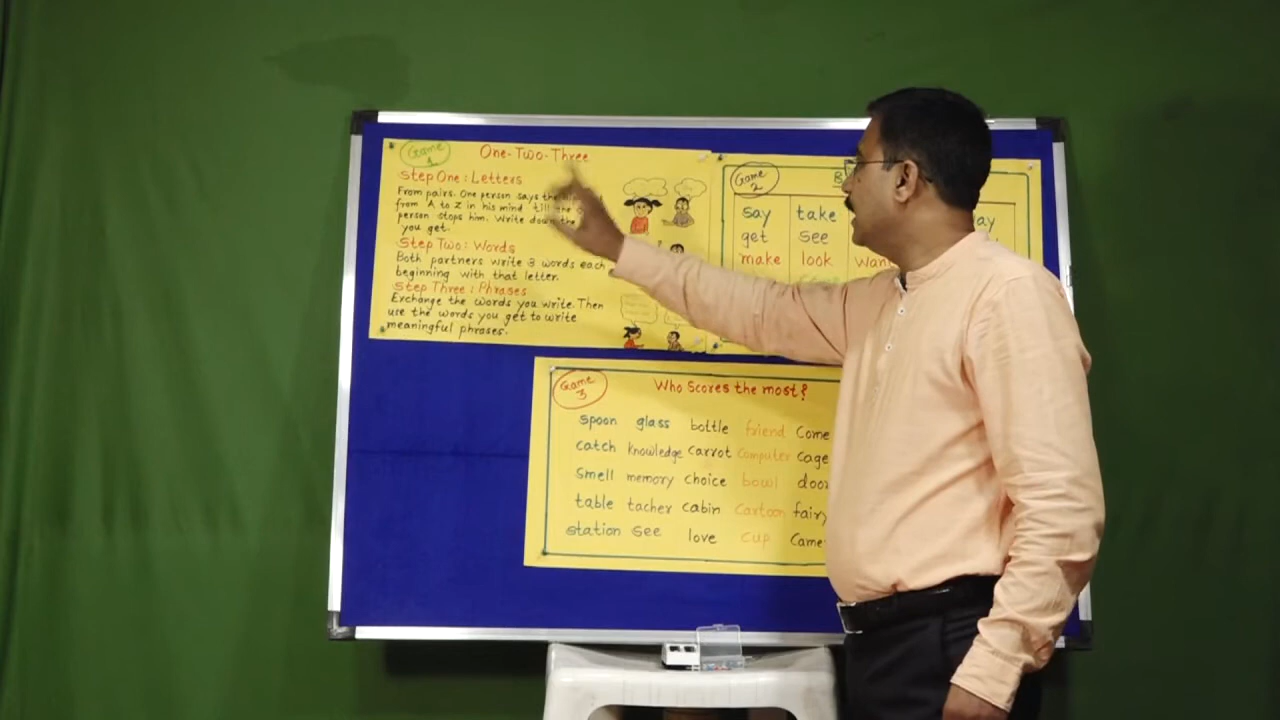 Game 1
One-Two-Three
Step One: Letters
From pairs. One person says the
from A to Z in his mind till the
person stops him. Write down the
you get.
Step Two: Words
Both partners write 3 words each
beginning with that letter.
Step Three: Phrases
Exchange the words you write. Then
use the words you get to write
meaningful phrases.
Game 2
say take
get see
make look want
Game 3
Who Scores the most?
spoon glass bottle friend Come
catch knowledge carrot computer cage
smell memory choice bowl door
table tacher cabin cartoon fairy
station see love cup Came